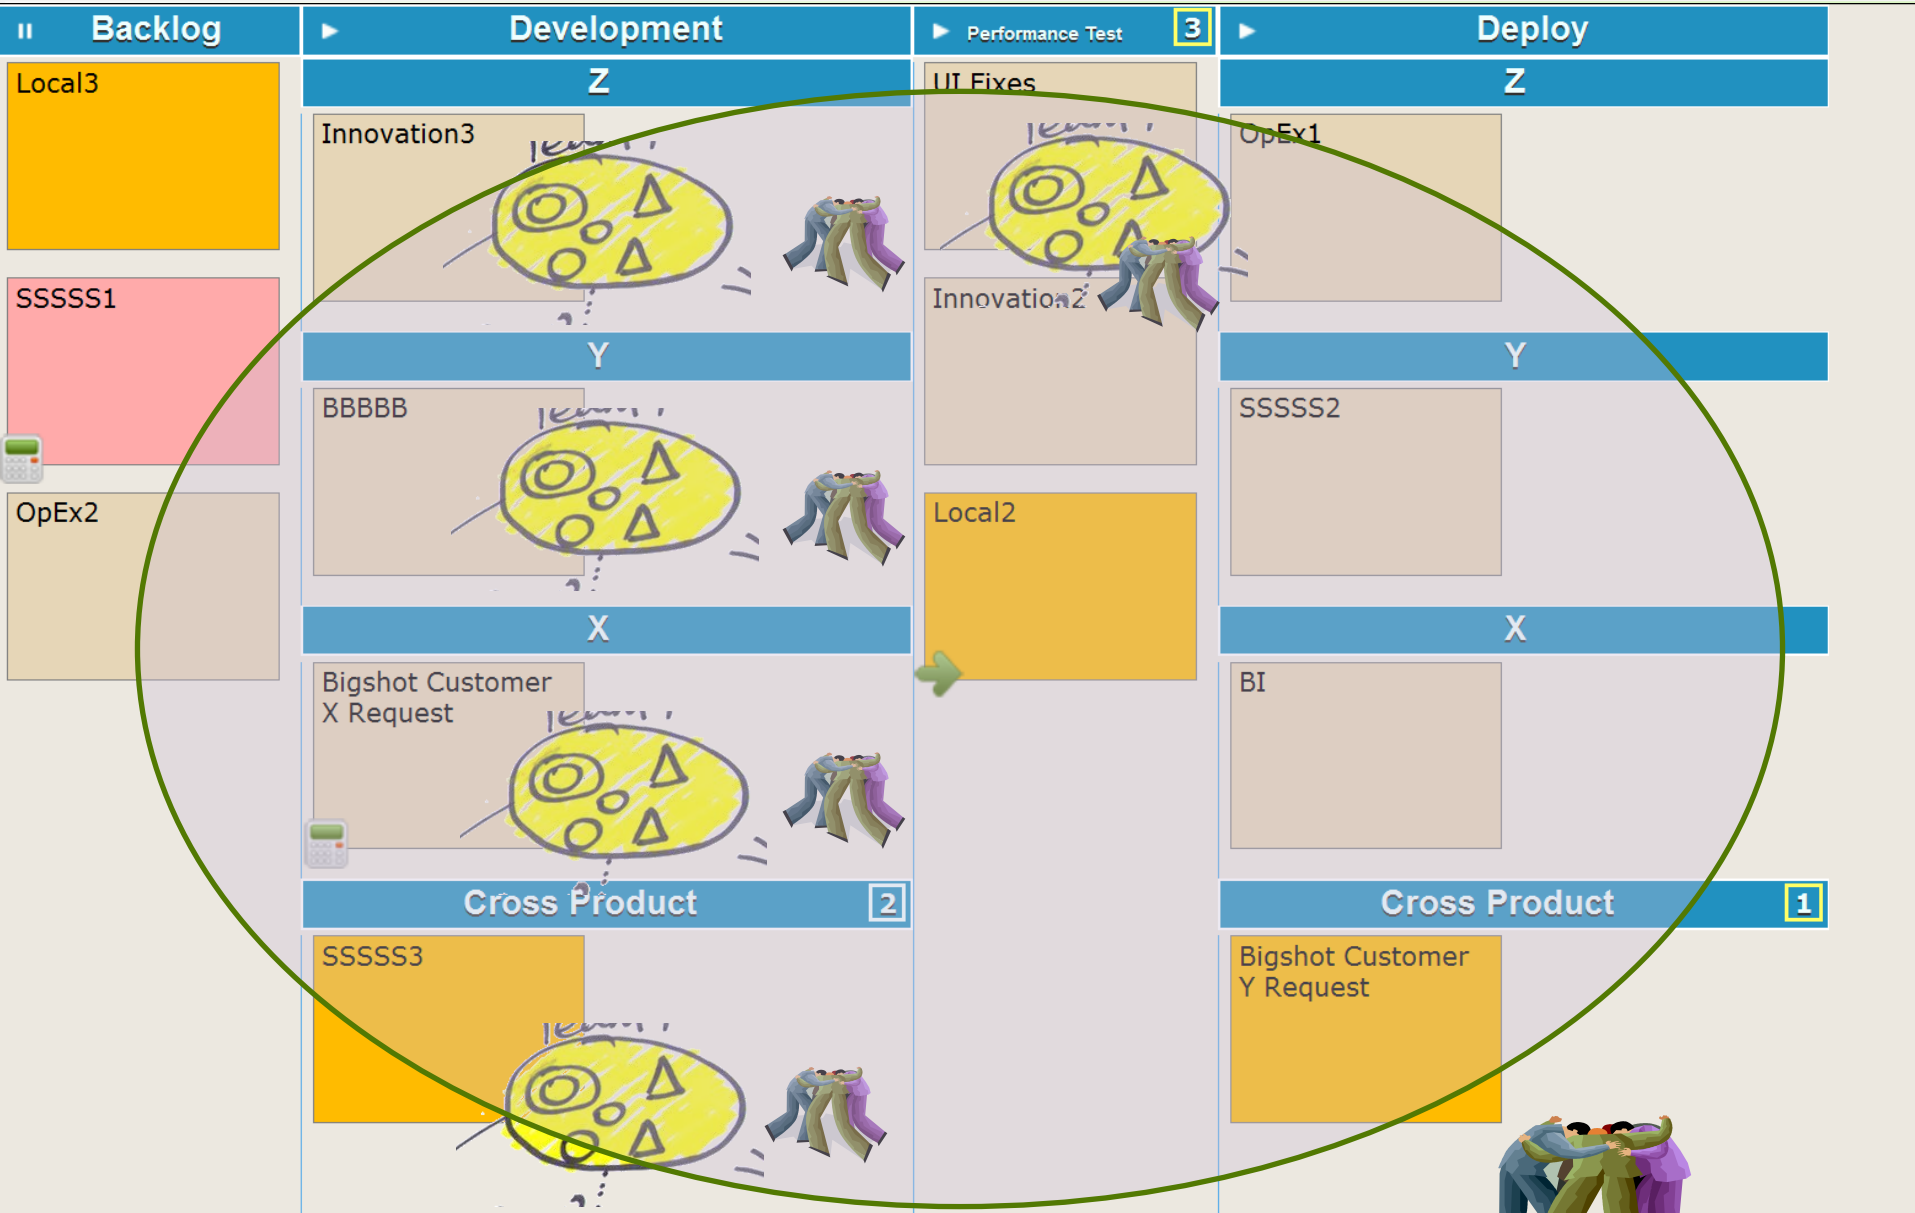 Backlog
Development
Performance Test
3
Deploy
Local3
SSSSS1
OpEx2
Z
Innovation3
Y
BBBBB
X
Bigshot Customer
X Request
Cross Product
2
SSSSS3
UI Fixes
Innovation2
Local2
Z
OpEx1
Y
SSSSS2
X
BI
Cross Product
1
Bigshot Customer
Y Request